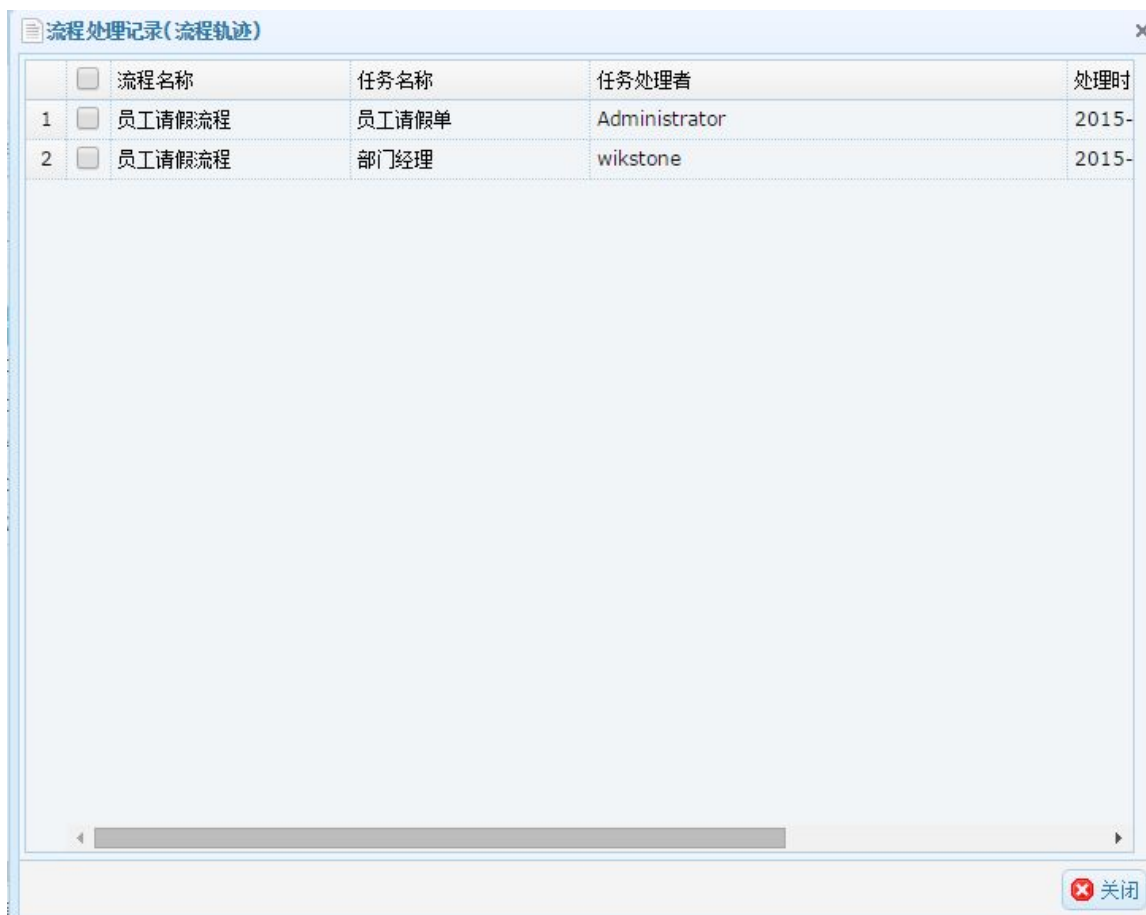 流程处理记录(流程轨迹)
流程名称 任务名称 任务处理者 处理时
1 员工请假流程 员工请假单 Administrator 2015-
2 员工请假流程 部门经理 wikstone 2015-
关闭